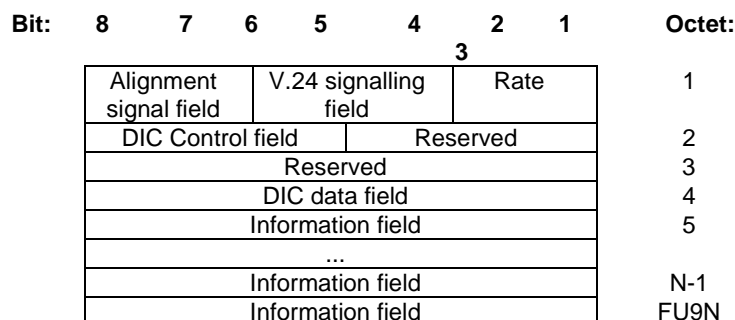 Bit: 8 7 6 5 4 2 1 Octet:
3
Alignment signal field V.24 signalling field Rate 1
DIC Control field Reserved 2
Reserved 3
DIC data field 4
Information field 5
...
Information field N-1
Information field FU9N